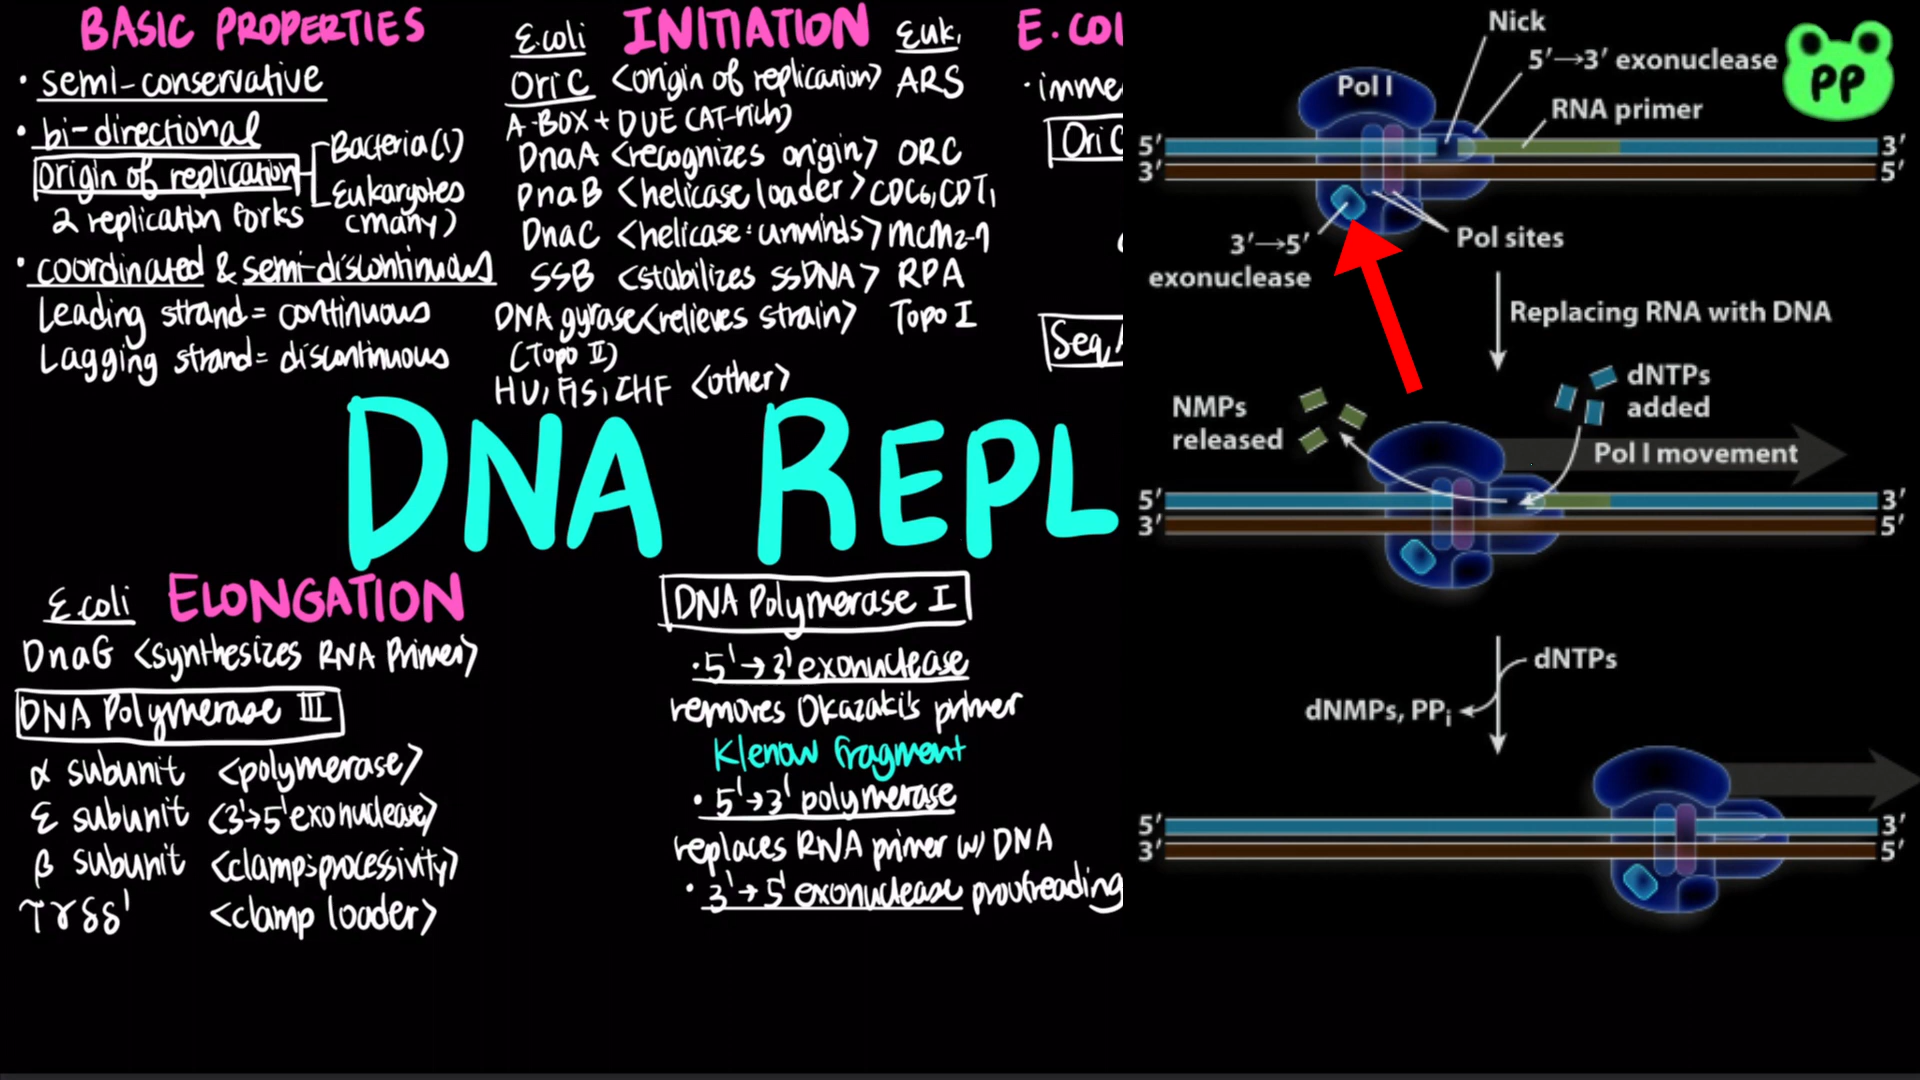 BASIC PROPERTIES
• semi-conservative
• bi-directional
Origin of replication
Bacteria (1)
Eukaryotes
(many)
2 replication forks
• coordinated & semi-discontinuous
Leading strand = continuous
Lagging strand = discontinuous
E.coli INITIATION Euk.
Ori C <origin of replication> ARS
A-BOX + DUE CAT-rich)
DnaA <recognizes origin> ORC
DnaB <helicase loader> CDC6, CDT1
DnaC <helicase: unwinds> MCM2-7
SSB <stabilizes ssDNA> RPA
DNA gyrase <relieves strain> Topo I
(Topo II)
HU, FIS, IHF <other>
E. COL
• imme
Ori C
Seq A
DNA REPL
E.coli ELONGATION
DnaG <synthesizes RNA Primer>
DNA Polymerase III
α subunit <polymerase>
ε subunit <3'→5' exonuclease>
β subunit <clamp: processivity>
τγδδ' <clamp loader>
DNA Polymerase I
• 5'→3' exonuclease
removes Okazaki's primer
Klenow fragment
• 5'→3' polymerase
replaces RNA primer w/ DNA
• 3'→5' exonuclease proofreading
Nick
5′→3′ exonuclease
Pol I
RNA primer
PP
5′ 3′
3′ 5′
3′→5′
exonuclease
Pol sites
Replacing RNA with DNA
NMPs
released
dNTPs
added
Pol I movement
5′ 3′
3′ 5′
dNTPs
dNMPs, PPi
5′ 3′
3′ 5′